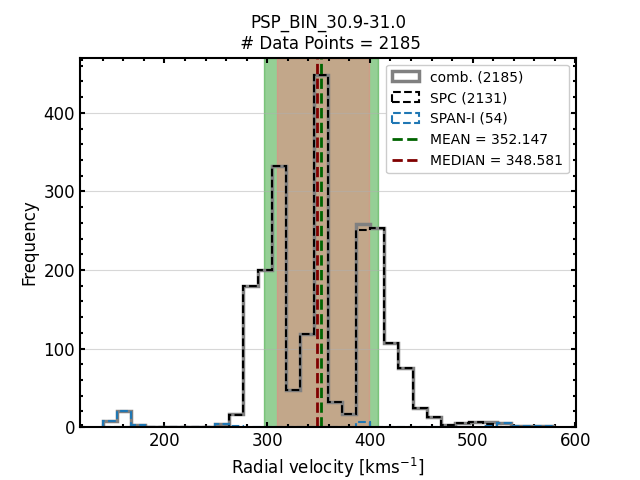 PSP_BIN_30.9-31.0
# Data Points = 2185
comb. (2185)
SPC (2131)
SPAN-I (54)
MEAN = 352.147
MEDIAN = 348.581
Frequency
400
300
200
100
0
200
300
400
500
600
Radial velocity [kms⁻¹]